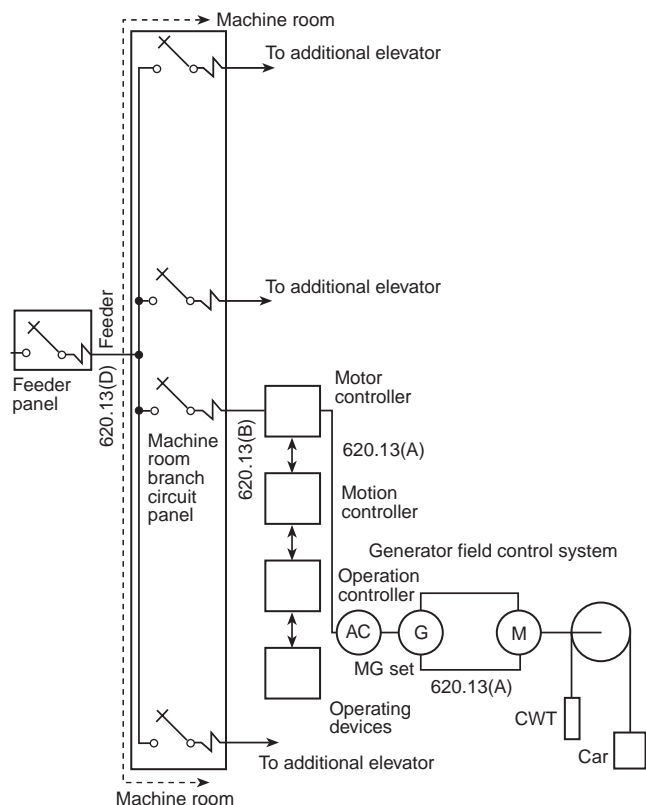 Machine room
To additional elevator
To additional elevator
Feeder
Feeder
panel
620.13(D)
Machine
room
branch
circuit
panel
620.13(B)
Motor
controller
620.13(A)
Motion
controller
Generator field control system
Operation
controller
AC
G
M
MG set
620.13(A)
Operating
devices
CWT
Car
To additional elevator
Machine room